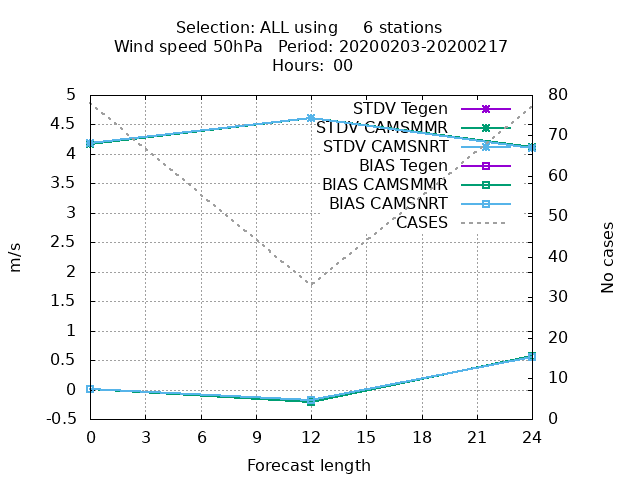 Selection: ALL using 6 stations
Wind speed 50hPa Period: 20200203-20200217
Hours: 00
5
4.5
4
3.5
3
2.5
2
1.5
1
0.5
0
-0.5
80
70
60
50
40
30
20
10
0
STDV Tegen
STDV CAMSMMR
STDV CAMSNRT
BIAS Tegen
BIAS CAMSMMR
BIAS CAMSNRT
CASES
m/s
No cases
0 3 6 9 12 15 18 21 24
Forecast length